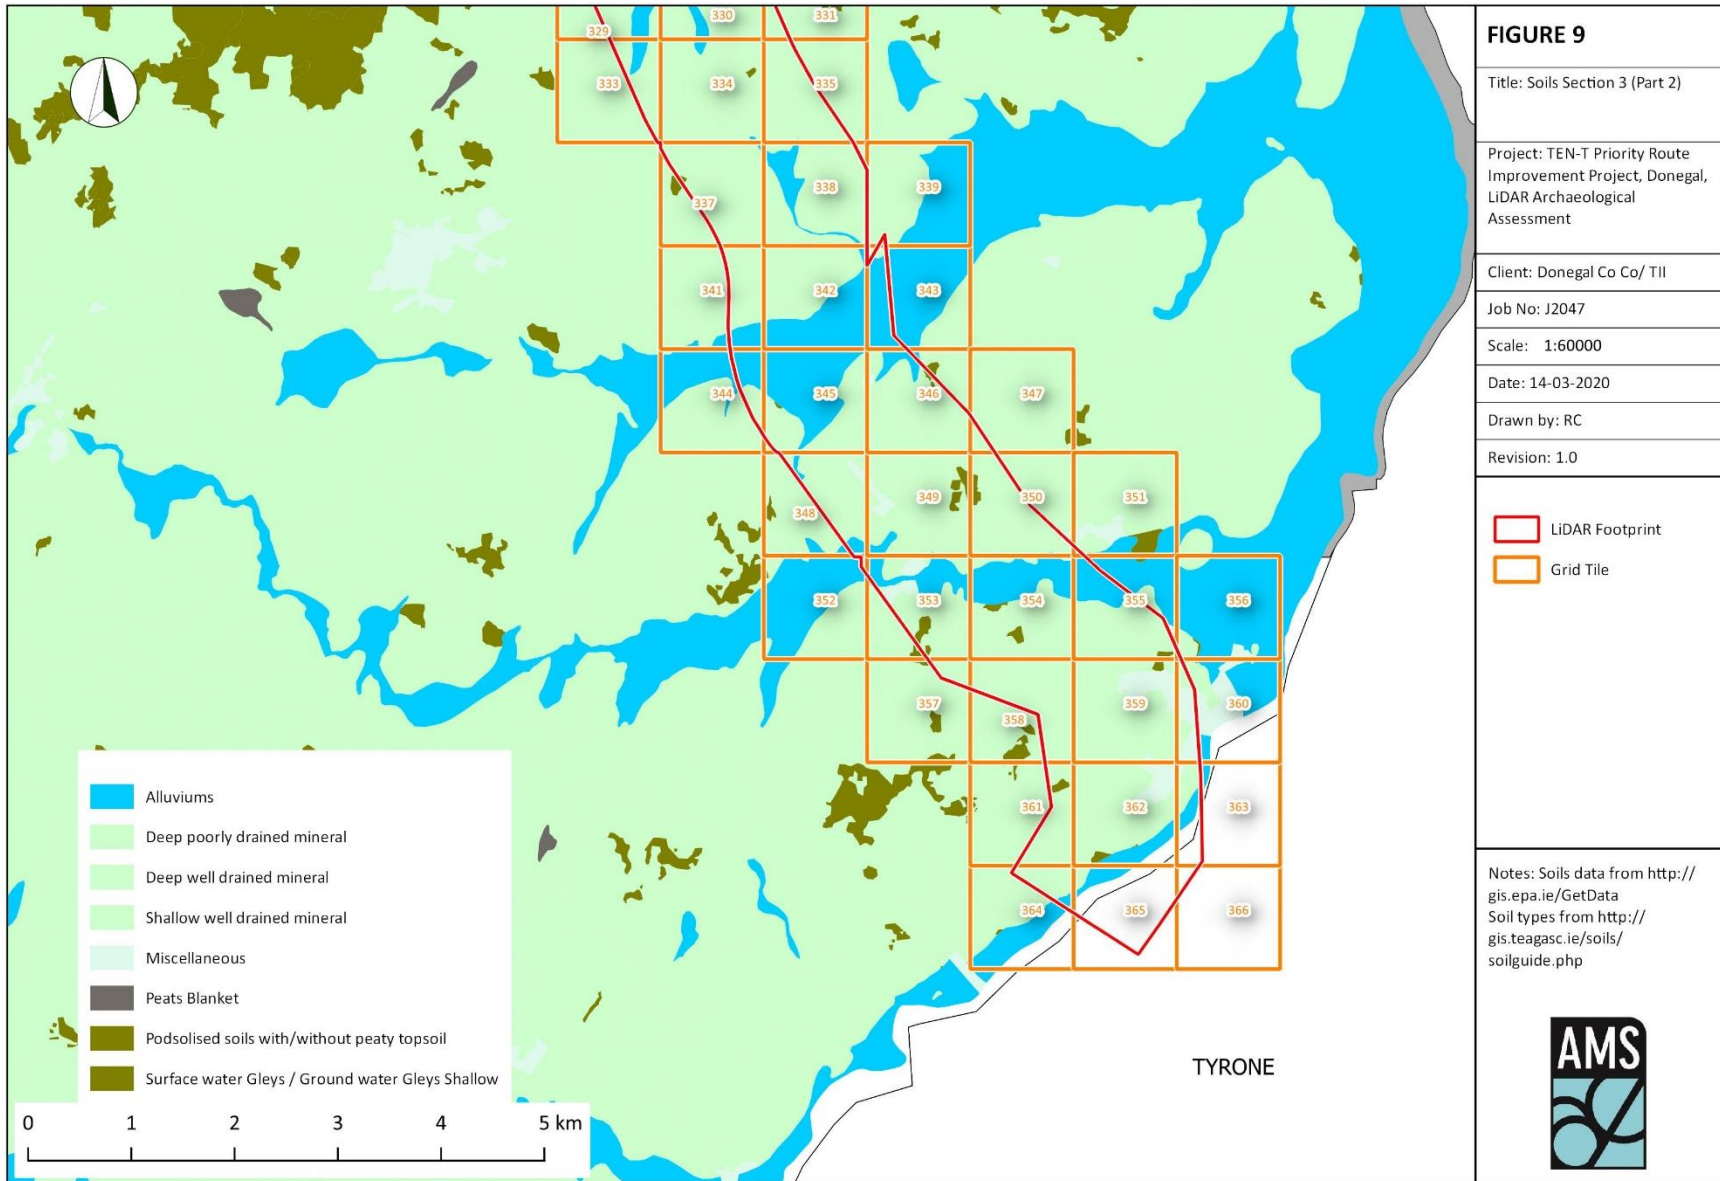 330
331
329
333
334
335
338
339
337
341
342
343
344
345
346
347
348
349
350
351
352
353
354
355
356
357
358
359
360
361
362
363
364
365
366
TYRONE
Alluviums
Deep poorly drained mineral
Deep well drained mineral
Shallow well drained mineral
Miscellaneous
Peats Blanket
Podsolised soils with/without peaty topsoil
Surface water Gleys / Ground water Gleys Shallow
0 1 2 3 4 5 km
FIGURE 9
Title: Soils Section 3 (Part 2)
Project: TEN-T Priority Route
Improvement Project, Donegal,
LiDAR Archaeological
Assessment
Client: Donegal Co Co/ TII
Job No: J2047
Scale: 1:60000
Date: 14-03-2020
Drawn by: RC
Revision: 1.0
LiDAR Footprint
Grid Tile
Notes: Soils data from http://
gis.epa.ie/GetData
Soil types from http://
gis.teagasc.ie/soils/
soilguide.php
AMS